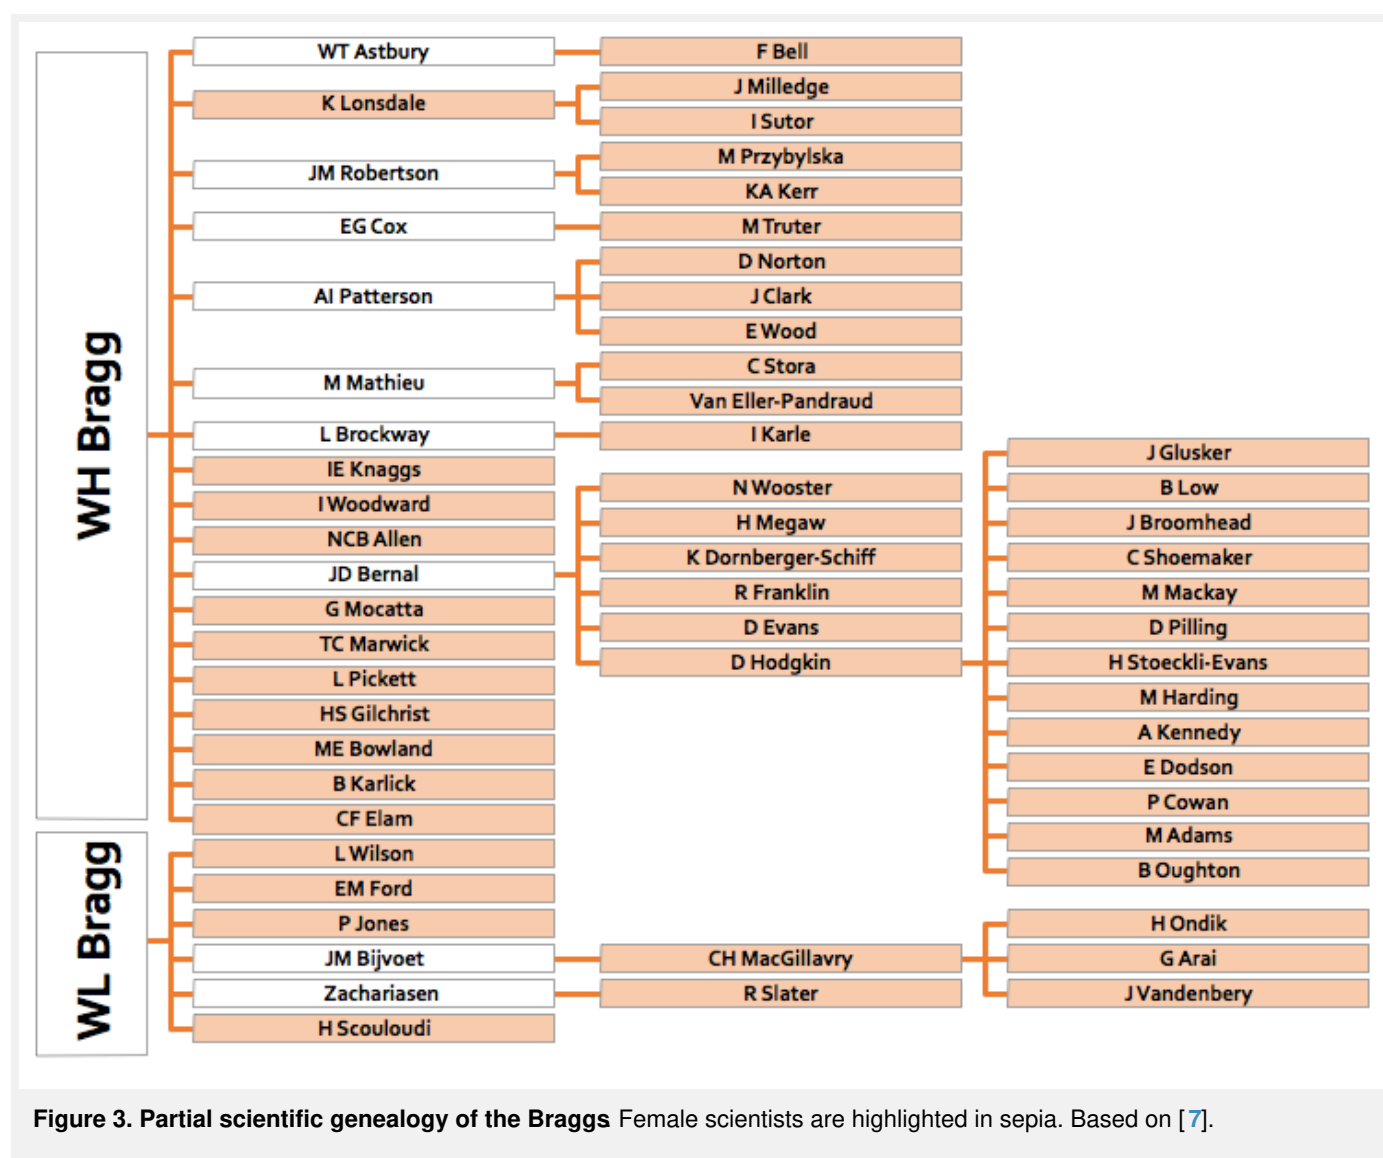 WH Bragg
WT Astbury
F Bell
K Lonsdale
J Milledge
I Sutor
JM Robertson
M Przybylska
KA Kerr
EG Cox
M Truter
AI Patterson
D Norton
J Clark
E Wood
M Mathieu
C Stora
Van Eller-Pandraud
L Brockway
I Karle
IE Knaggs
I Woodward
NCB Allen
JD Bernal
N Wooster
H Megaw
K Dornberger-Schiff
R Franklin
D Evans
D Hodgkin
J Glusker
B Low
J Broomhead
C Shoemaker
M Mackay
D Pilling
H Stoeckli-Evans
M Harding
A Kennedy
E Dodson
P Cowan
M Adams
B Oughton
G Mocatta
TC Marwick
L Pickett
HS Gilchrist
ME Bowland
B Karlick
CF Elam
WL Bragg
L Wilson
EM Ford
P Jones
JM Bijvoet
CH MacGillavry
H Ondik
G Arai
J Vandenbery
Zachariasen
R Slater
H Scouloudi
Figure 3. Partial scientific genealogy of the Braggs. Female scientists are highlighted in sepia. Based on [7].